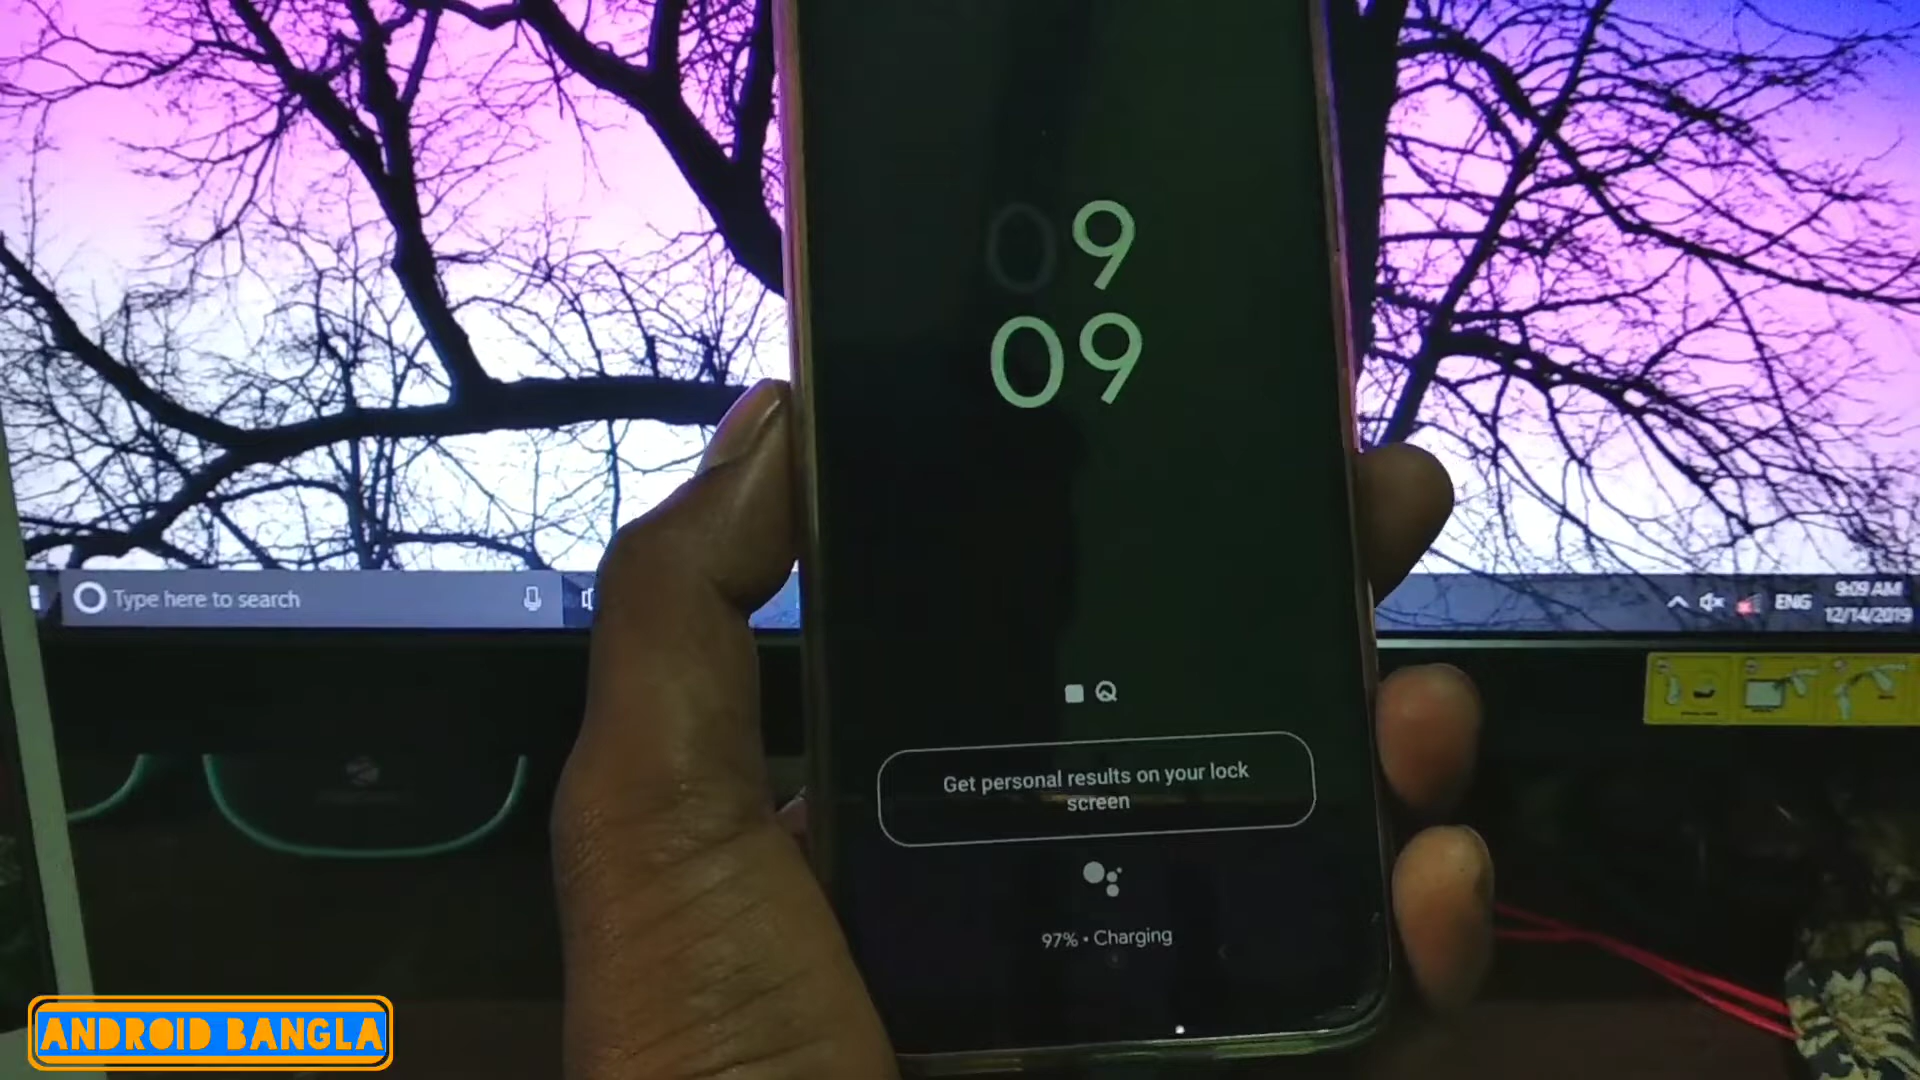 09
09
Get personal results on your lock
screen
97% • Charging
Type here to search
ENG
9:09 AM
12/14/2019
ANDROID BANGLA